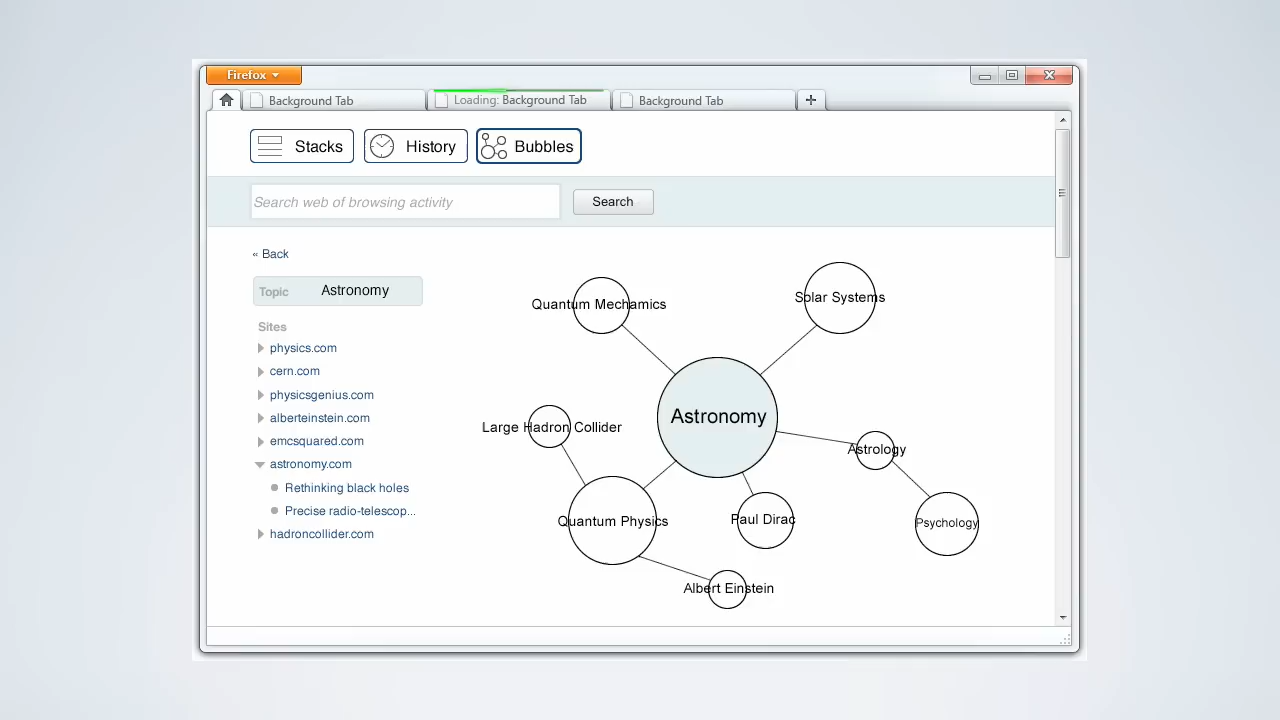 Firefox
Background Tab
Loading: Background Tab
Background Tab
Stacks
History
Bubbles
Search web of browsing activity
Search
« Back
Topic Astronomy
Sites
physics.com
cern.com
physicsgenius.com
alberteinstein.com
emcsquared.com
astronomy.com
Rethinking black holes
Precise radio-telescop...
hadroncollider.com
Quantum Mechamics
Solar Systems
Astronomy
Large Hadron Collider
Astrology
Quantum Physics
Paul Dirac
Psychology
Albert Einstein